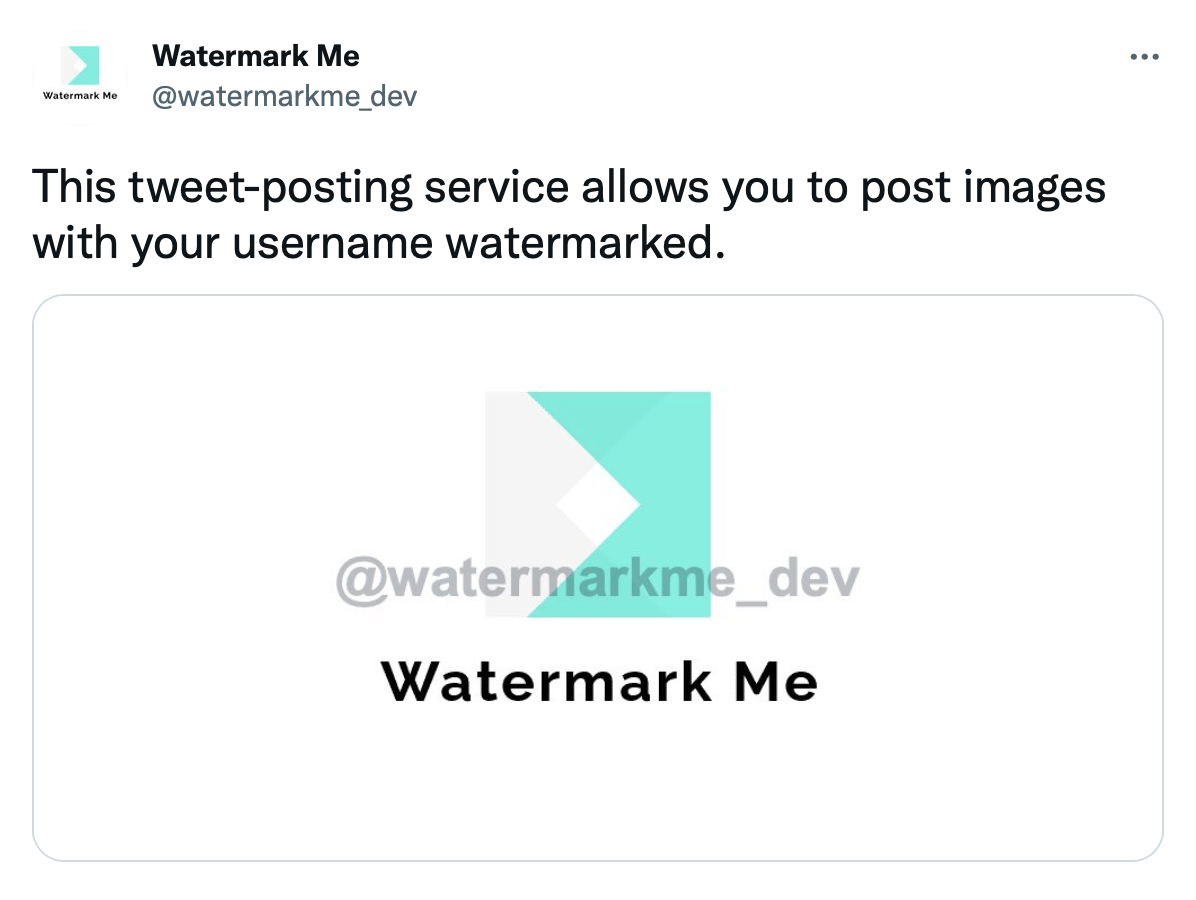 Watermark Me
@watermarkme_dev
Watermark Me
This tweet-posting service allows you to post images
with your username watermarked.
@watermarkme_dev
Watermark Me